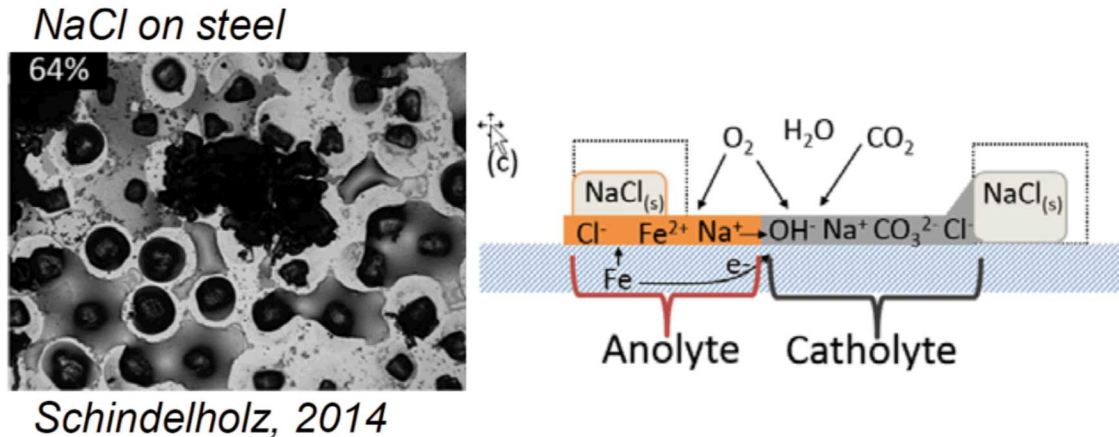 NaCl on steel
64%
Schindelholz, 2014
(c)
O₂
H₂O
CO₂
NaCl(s)
NaCl(s)
Cl⁻ Fe²⁺ Na⁺ OH⁻ Na⁺ CO₃²⁻ Cl⁻
Fe
e-
Anolyte Catholyte